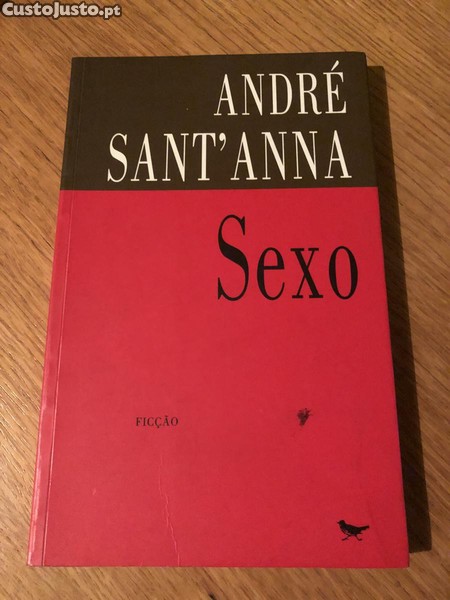 CustoJusto.pt
ANDRÉ
SANT'ANNA
Sexo
FICÇÃO